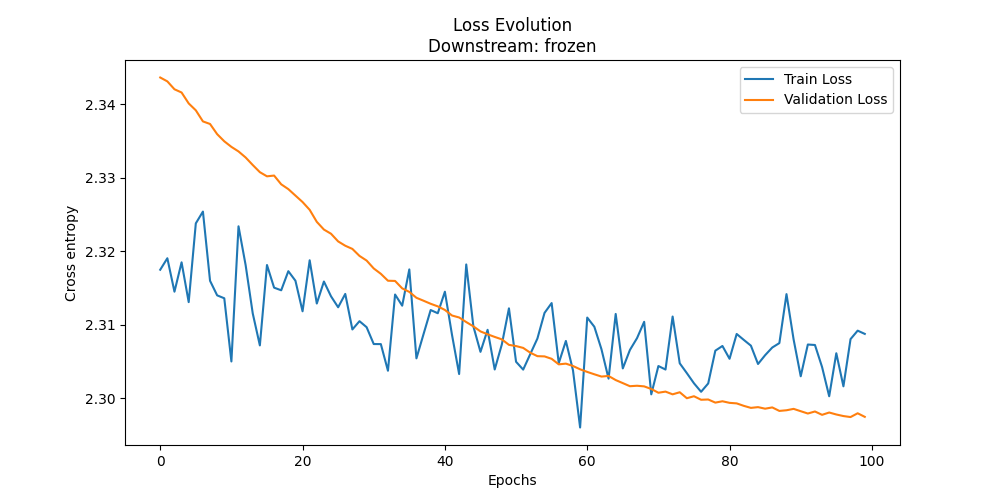 Loss Evolution
Downstream: frozen
Train Loss
Validation Loss
Cross entropy
2.34
2.33
2.32
2.31
2.30
0 20 40 60 80 100
Epochs